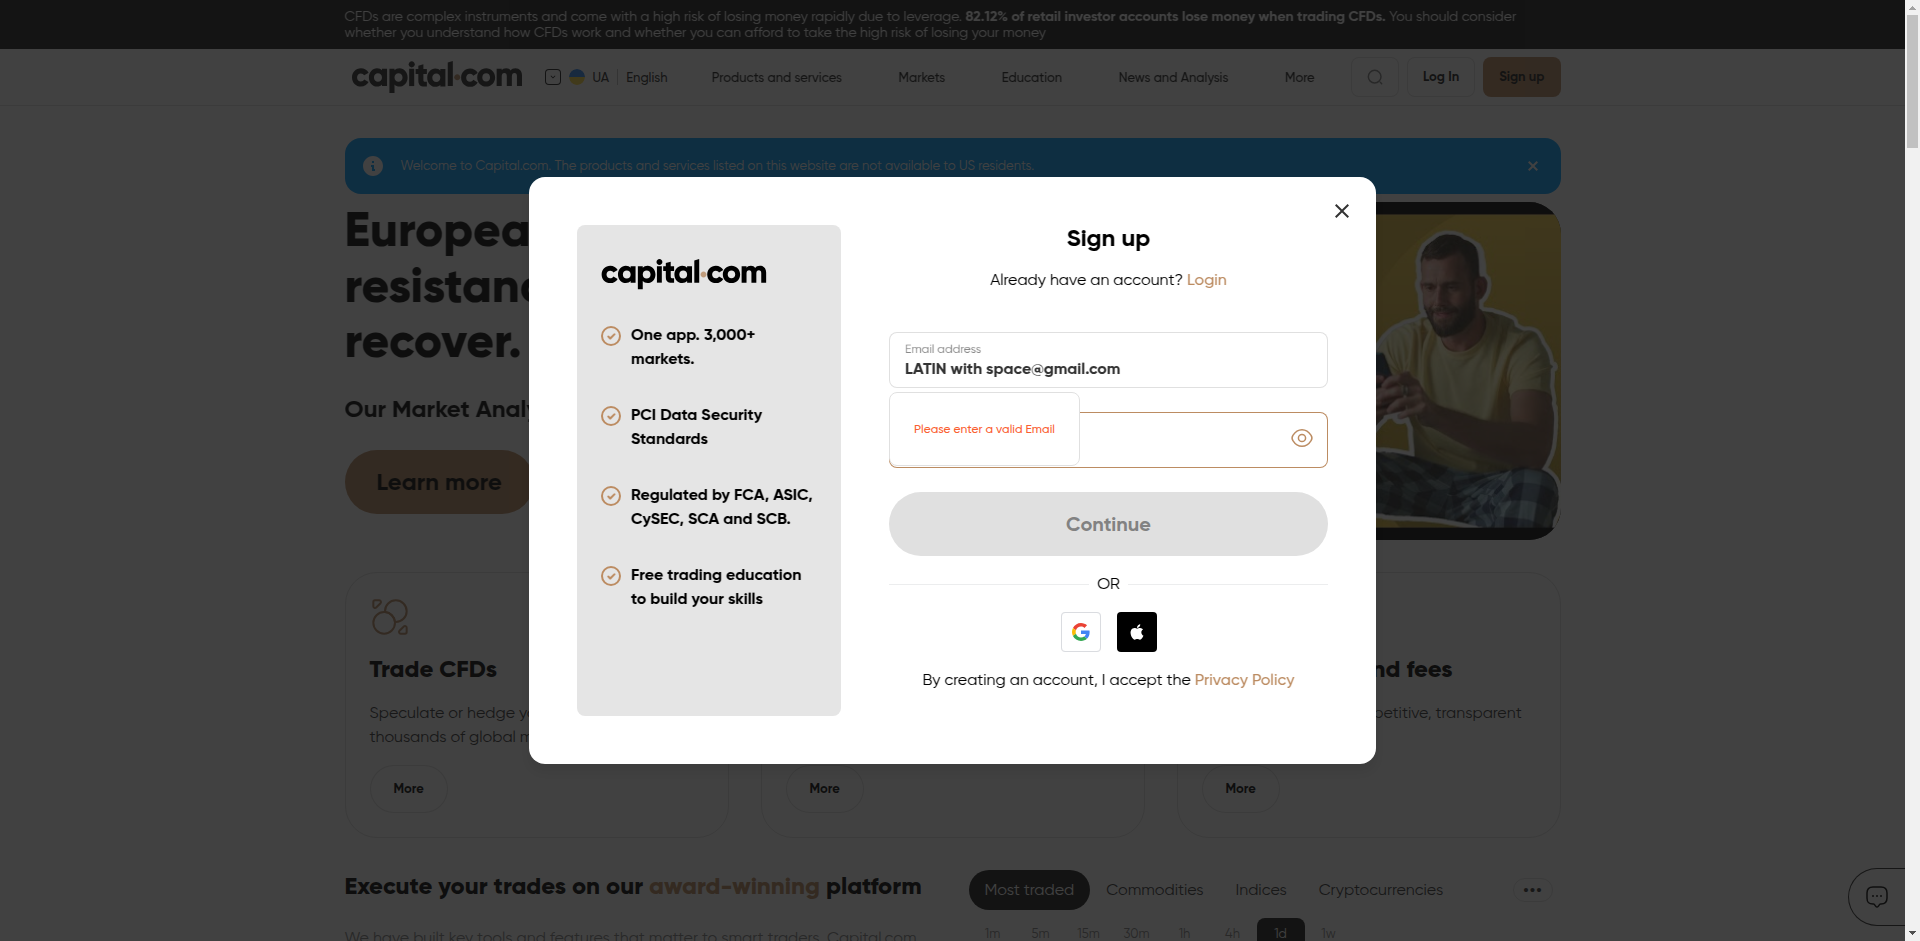 CFDs are complex instruments and come with a high risk of losing money rapidly due to leverage. 82.12% of retail investor accounts lose money when trading CFDs. You should consider
whether you understand how CFDs work and whether you can afford to take the high risk of losing your money
capital.com
UA English
Products and services
Markets
Education
News and Analysis
More
Log In
Sign up
Welcome to Capital.com. The products and services listed on this website are not available to US residents.
Europea
resistanc
recover.
Our Market Analy
Learn more
capital.com
One app. 3,000+
markets.
PCI Data Security
Standards
Regulated by FCA, ASIC,
CySEC, SCA and SCB.
Free trading education
to build your skills
Sign up
Already have an account? Login
Email address
LATIN with space@gmail.com
Please enter a valid Email
Continue
OR
By creating an account, I accept the Privacy Policy
Trade CFDs
Speculate or hedge y
thousands of global m
More
More
nd fees
petitive, transparent
More
Execute your trades on our award-winning platform
We have built key tools and features that matter to smart traders. Capital.com
Most traded
Commodities
Indices
Cryptocurrencies
1m 5m 15m 30m 1h 4h 1d 1w